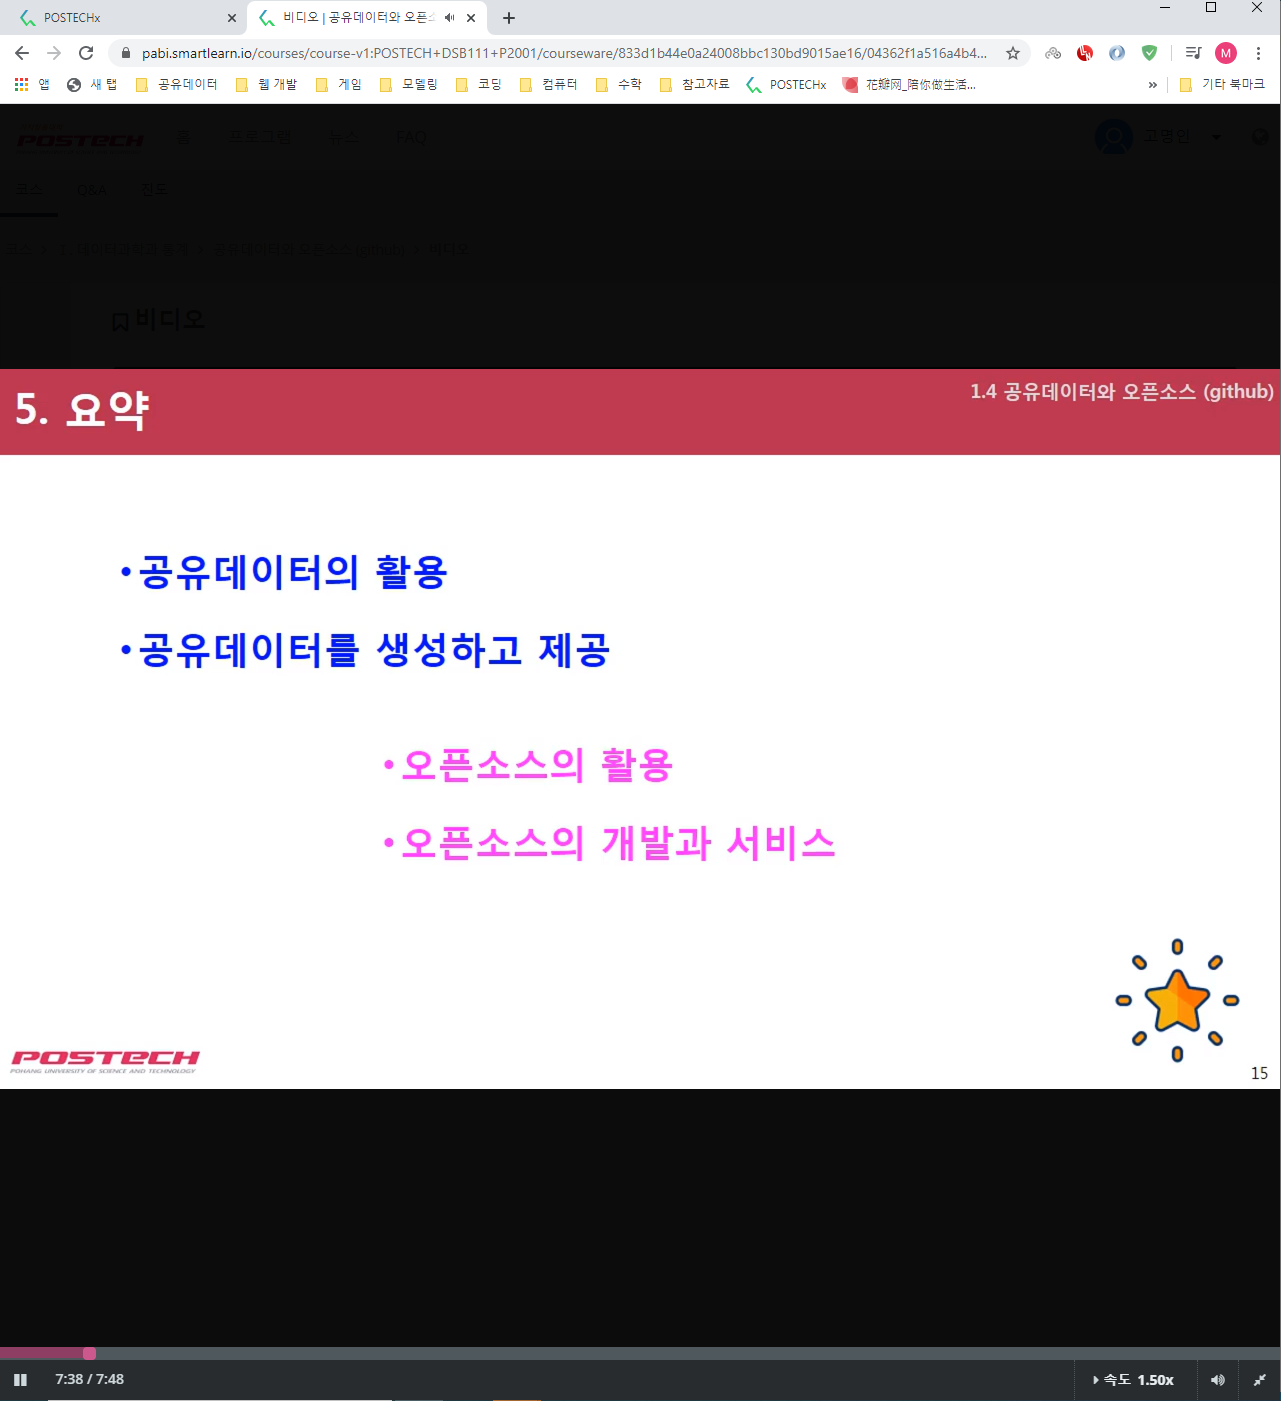 POSTECHx
비디오 | 공유데이터와 오픈소
pabi.smartlearn.io/courses/course-v1:POSTECH+DSB111+P2001/courseware/833d1b44e0a24008bbc130bd9015ae16/04362f1a516a4b4...
M
앱 새 탭 공유데이터 웹 개발 게임 모델링 코딩 컴퓨터 수학 참고자료 POSTECHx 花瓣网_陪你做生活... » 기타 북마크
POSTECH 홈 프로그램 뉴스 FAQ 고명인
코스 Q&A 진도
비디오
비디오
5. 요약
1.4 공유데이터와 오픈소스 (github)
•공유데이터의 활용
•공유데이터를 생성하고 제공
•오픈소스의 활용
•오픈소스의 개발과 서비스
POSTECH
POHANG UNIVERSITY OF SCIENCE AND TECHNOLOGY
15
7:38 / 7:48
속도 1.50x